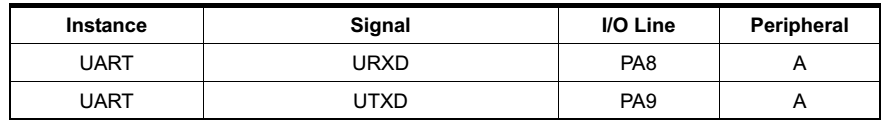 Instance Signal I/O Line Peripheral
UART URXD PA8 A
UART UTXD PA9 A